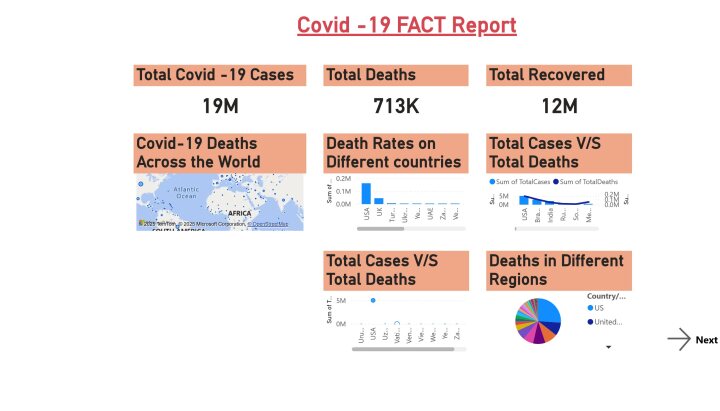 Covid -19 FACT Report
Total Covid -19 Cases
19M
Total Deaths
713K
Total Recovered
12M
Covid-19 Deaths
Across the World
Atlantic
Ocean
AFRICA
© 2025 TomTom, © 2025 Microsoft Corporation, © OpenStreetMap
SOUTH AMERICA
Death Rates on
Different countries
Sum of ...
0.2M
0.1M
0.0M
USA
UK
Tur...
Ukr...
Ye...
UAE
Za...
Ve...
Total Cases V/S
Total Deaths
Sum of TotalCases
Sum of TotalDeaths
Su...
5M
0M
0.2M
0.1M
0.0M
Su...
USA
Bra...
India
Ru...
So...
Me...
Total Cases V/S
Total Deaths
Sum of T...
5M
0M
Uru...
USA
Uz...
Vati...
Ven...
Vie...
We...
Ye...
Za...
Deaths in Different
Regions
Country/...
US
United...
Next